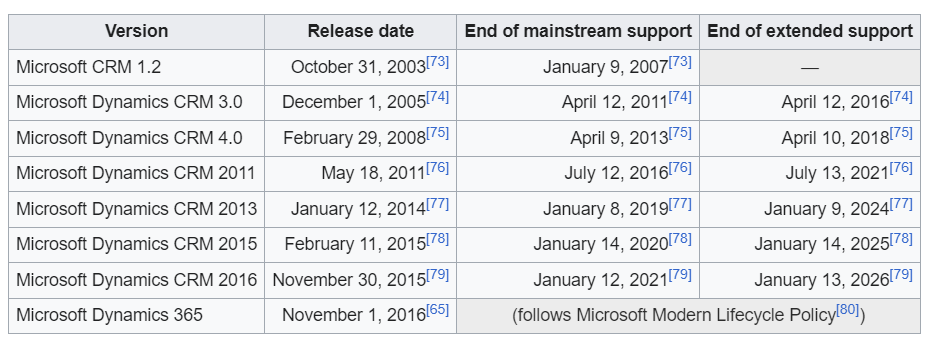 Version Release date End of mainstream support End of extended support
Microsoft CRM 1.2 October 31, 2003[73] January 9, 2007[73] —
Microsoft Dynamics CRM 3.0 December 1, 2005[74] April 12, 2011[74] April 12, 2016[74]
Microsoft Dynamics CRM 4.0 February 29, 2008[75] April 9, 2013[75] April 10, 2018[75]
Microsoft Dynamics CRM 2011 May 18, 2011[76] July 12, 2016[76] July 13, 2021[76]
Microsoft Dynamics CRM 2013 January 12, 2014[77] January 8, 2019[77] January 9, 2024[77]
Microsoft Dynamics CRM 2015 February 11, 2015[78] January 14, 2020[78] January 14, 2025[78]
Microsoft Dynamics CRM 2016 November 30, 2015[79] January 12, 2021[79] January 13, 2026[79]
Microsoft Dynamics 365 November 1, 2016[65] (follows Microsoft Modern Lifecycle Policy[80])